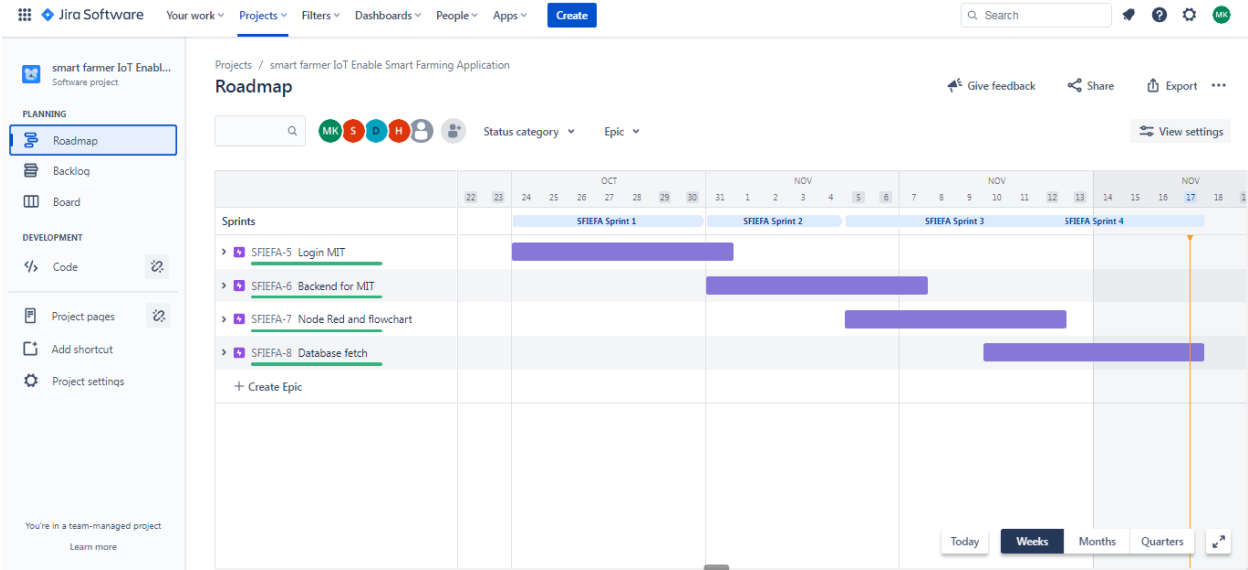 Jira Software Your work Projects Filters Dashboards People Apps Create Search MK
smart farmer IoT Enabl...
Software project
PLANNING
Roadmap
Backlog
Board
DEVELOPMENT
Code
Project pages
Add shortcut
Project settings
You're in a team-managed project
Learn more
Projects / smart farmer IoT Enable Smart Farming Application
Roadmap
Give feedback Share Export
MK S D H Status category Epic View settings
OCT NOV NOV NOV
22 23 24 25 26 27 28 29 30 31 1 2 3 4 5 6 7 8 9 10 11 12 13 14 15 16 17 18
Sprints SFIEFA Sprint 1 SFIEFA Sprint 2 SFIEFA Sprint 3 SFIEFA Sprint 4
SFIEFA-5 Login MIT
SFIEFA-6 Backend for MIT
SFIEFA-7 Node Red and flowchart
SFIEFA-8 Database fetch
+ Create Epic
Today Weeks Months Quarters